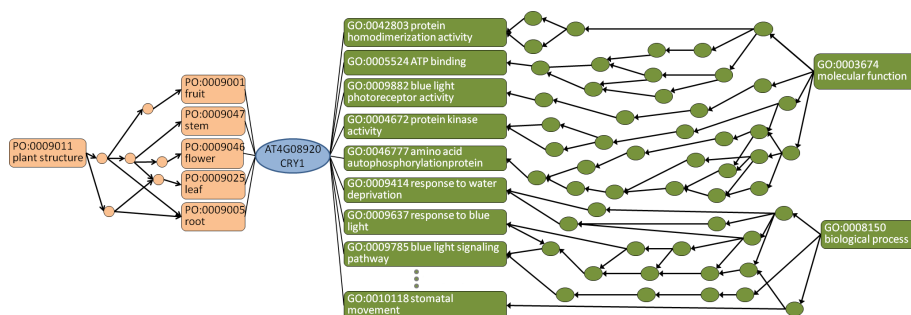 PO:0009011
plant structure
PO:0009001
fruit
PO:0009047
stem
PO:0009046
flower
PO:0009025
leaf
PO:0009005
root
AT4G08920
CRY1
GO:0042803 protein
homodimerization activity
GO:0005524 ATP binding
GO:0009882 blue light
photoreceptor activity
GO:0004672 protein kinase
activity
GO:0046777 amino acid
autophosphorylationprotein
GO:0009414 response to water
deprivation
GO:0009637 response to blue
light
GO:0009785 blue light signaling
pathway
GO:0010118 stomatal
movement
GO:0003674
molecular function
GO:0008150
biological process